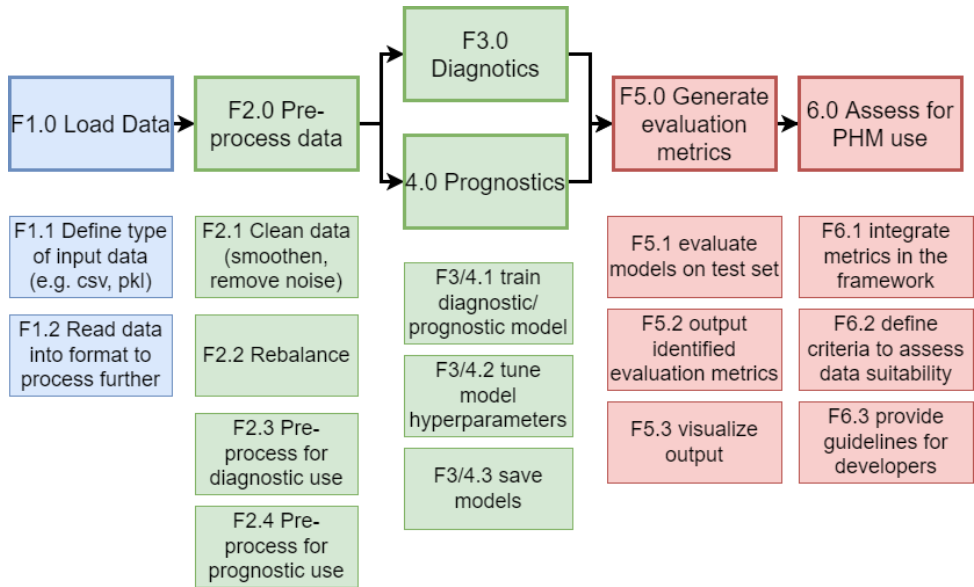 F1.0 Load Data
F2.0 Pre-
process data
F3.0
Diagnotics
4.0 Prognostics
F5.0 Generate
evaluation
metrics
6.0 Assess for
PHM use
F1.1 Define type
of input data
(e.g. csv, pkl)
F1.2 Read data
into format to
process further
F2.1 Clean data
(smoothen,
remove noise)
F2.2 Rebalance
F2.3 Pre-
process for
diagnostic use
F2.4 Pre-
process for
prognostic use
F3/4.1 train
diagnostic/
prognostic model
F3/4.2 tune
model
hyperparameters
F3/4.3 save
models
F5.1 evaluate
models on test set
F5.2 output
identified
evaluation metrics
F5.3 visualize
output
F6.1 integrate
metrics in the
framework
F6.2 define
criteria to assess
data suitability
F6.3 provide
guidelines for
developers